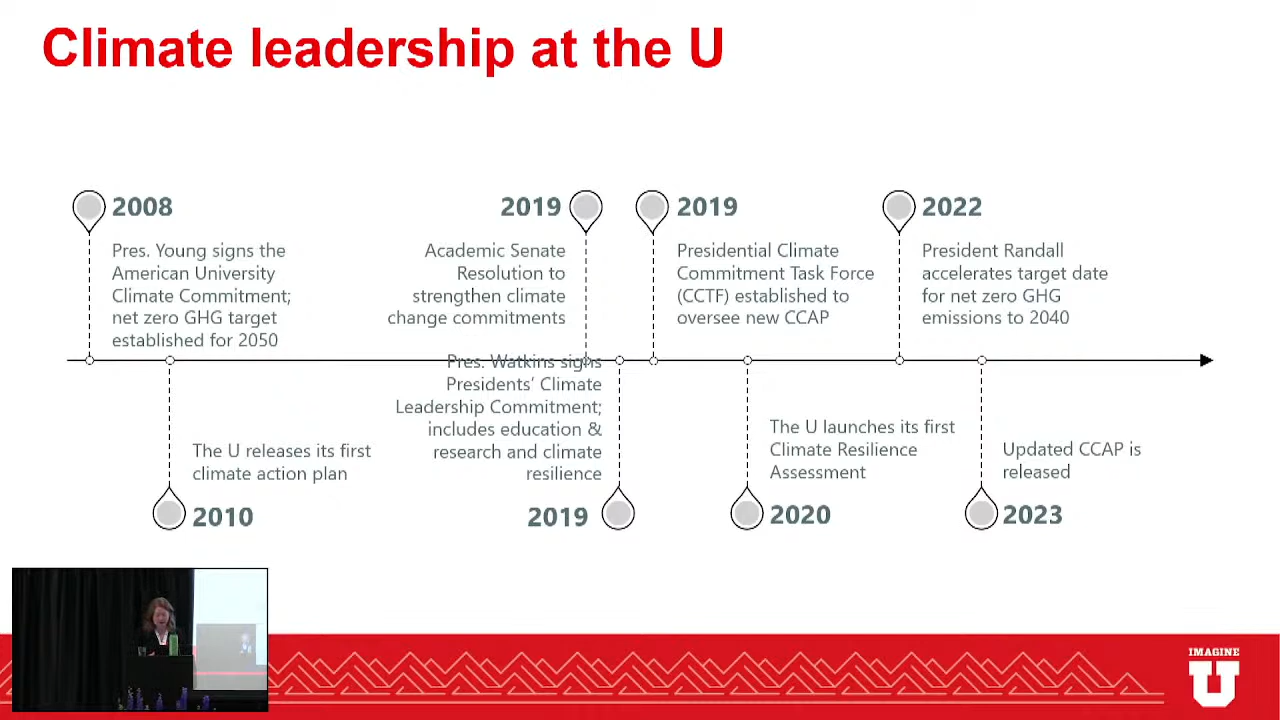 Climate leadership at the U
2008
Pres. Young signs the
American University
Climate Commitment;
net zero GHG target
established for 2050
2019
Academic Senate
Resolution to
strengthen climate
change commitments
2019
Presidential Climate
Commitment Task Force
(CCTF) established to
oversee new CCAP
2022
President Randall
accelerates target date
for net zero GHG
emissions to 2040
The U releases its first
climate action plan
2010
Pres. Watkins signs
Presidents’ Climate
Leadership Commitment;
includes education &
research and climate
resilience
2019
The U launches its first
Climate Resilience
Assessment
2020
Updated CCAP is
released
2023
IMAGINE
U